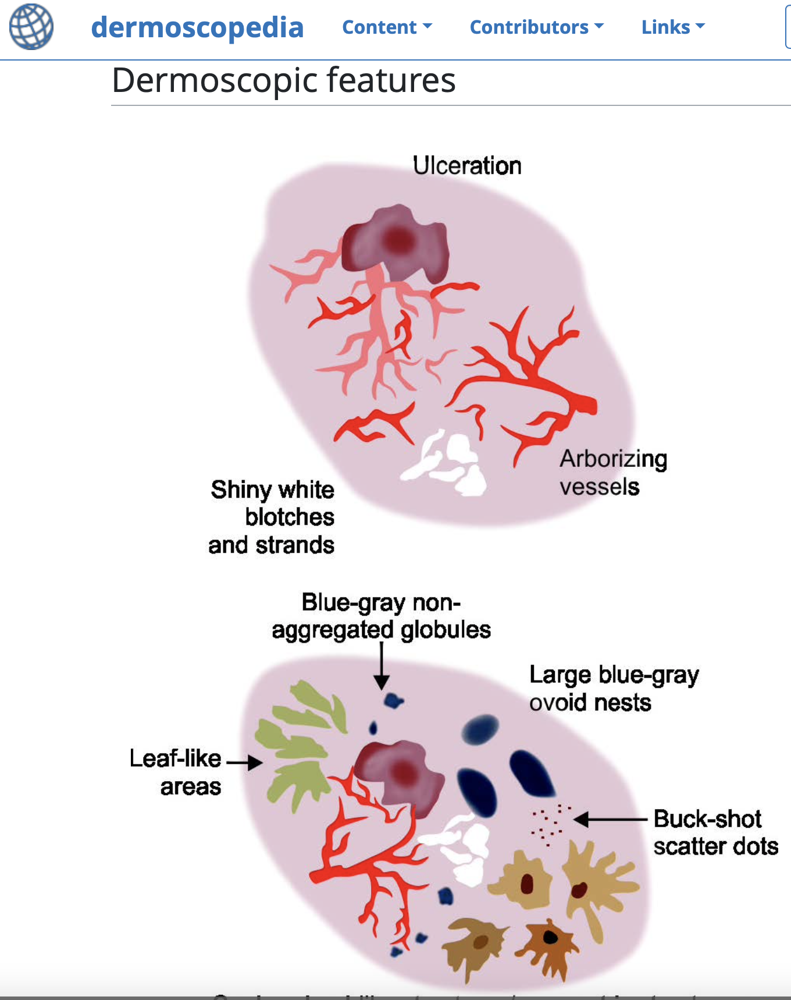 dermoscopedia
Content
Contributors
Links
Dermoscopic features
Ulceration
Arborizing
vessels
Shiny white
blotches
and strands
Blue-gray non-
aggregated globules
Large blue-gray
ovoid nests
Leaf-like
areas
Buck-shot
scatter dots